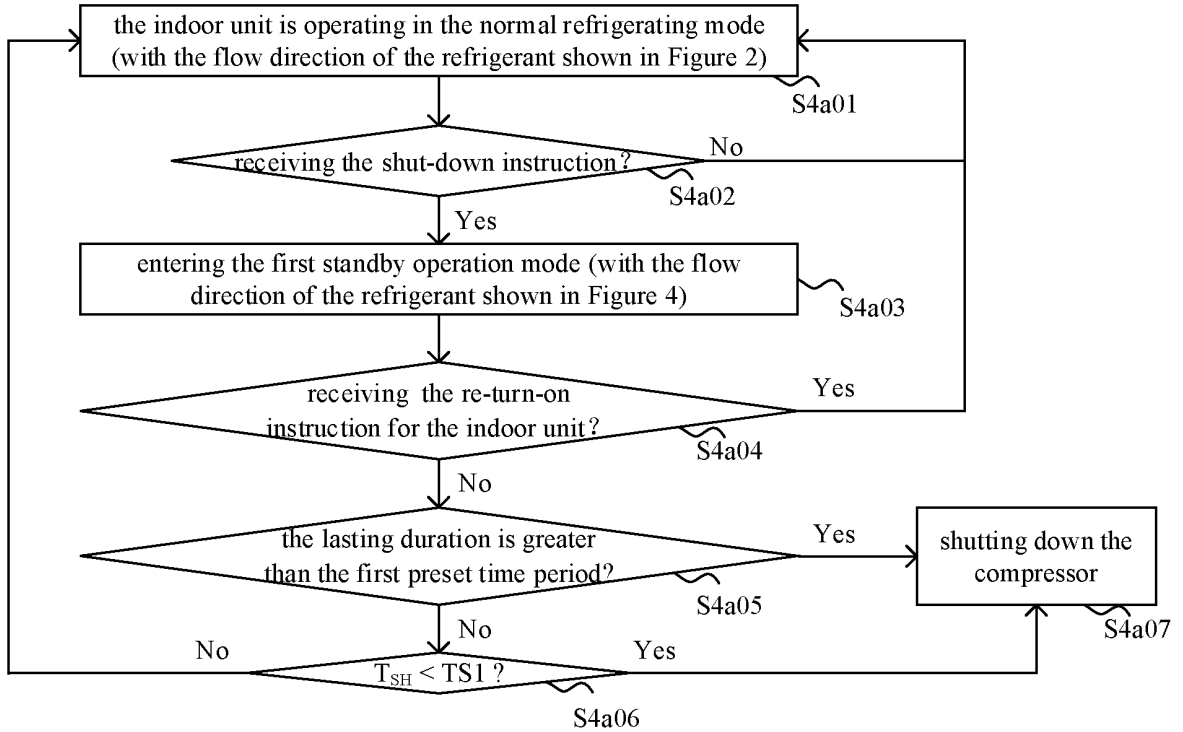 the indoor unit is operating in the normal refrigerating mode
(with the flow direction of the refrigerant shown in Figure 2)
S4a01
receiving the shut-down instruction？
No
S4a02
Yes
entering the first standby operation mode (with the flow
direction of the refrigerant shown in Figure 4)
S4a03
receiving the re-turn-on
instruction for the indoor unit？
Yes
S4a04
No
the lasting duration is greater
than the first preset time period？
Yes
shutting down the
compressor
S4a05
S4a07
No
No
TSH < TS1 ?
Yes
S4a06